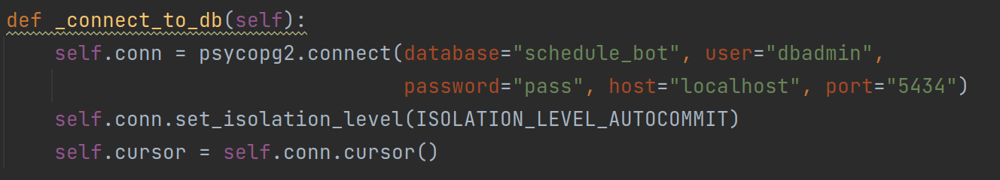 def _connect_to_db(self):
self.conn = psycopg2.connect(database="schedule_bot", user="dbadmin",
password="pass", host="localhost", port="5434")
self.conn.set_isolation_level(ISOLATION_LEVEL_AUTOCOMMIT)
self.cursor = self.conn.cursor()